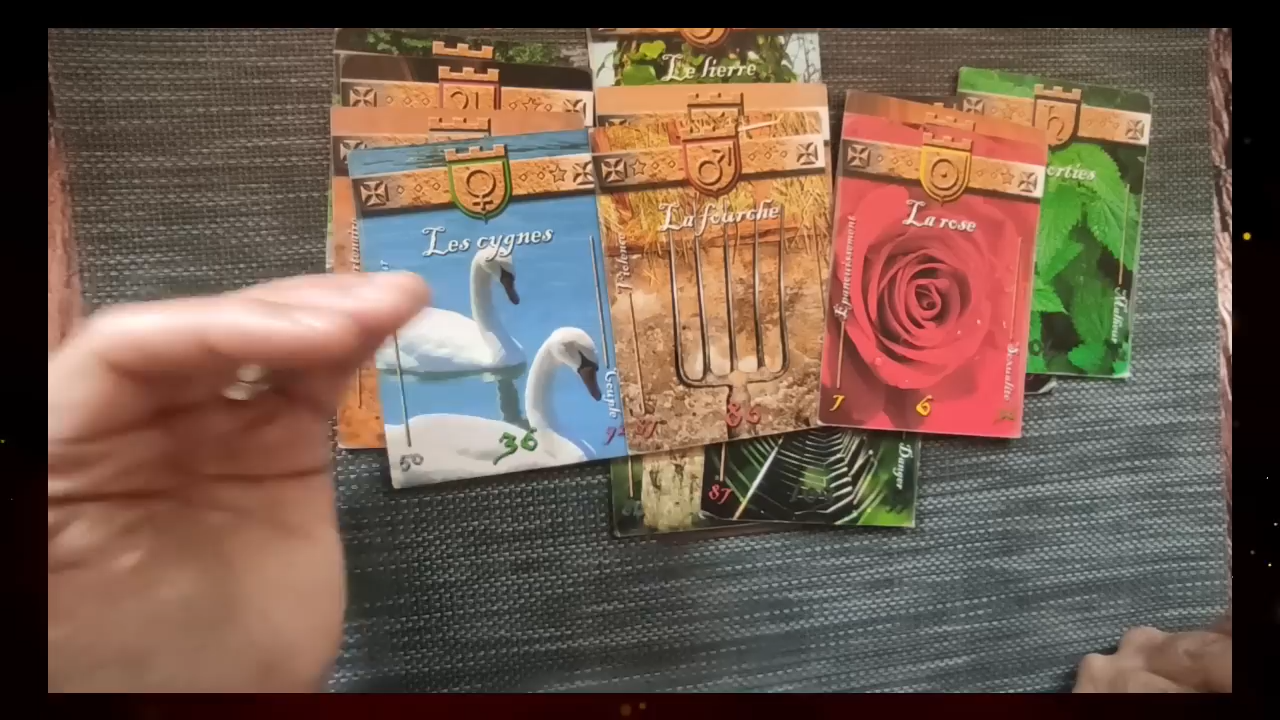 Le lierre
Les cygnes
La fourche
La rose
orties
Violence
Couple
Epanouissement
Sexualité
Malheur
Danger
36
50
86
87
7
6